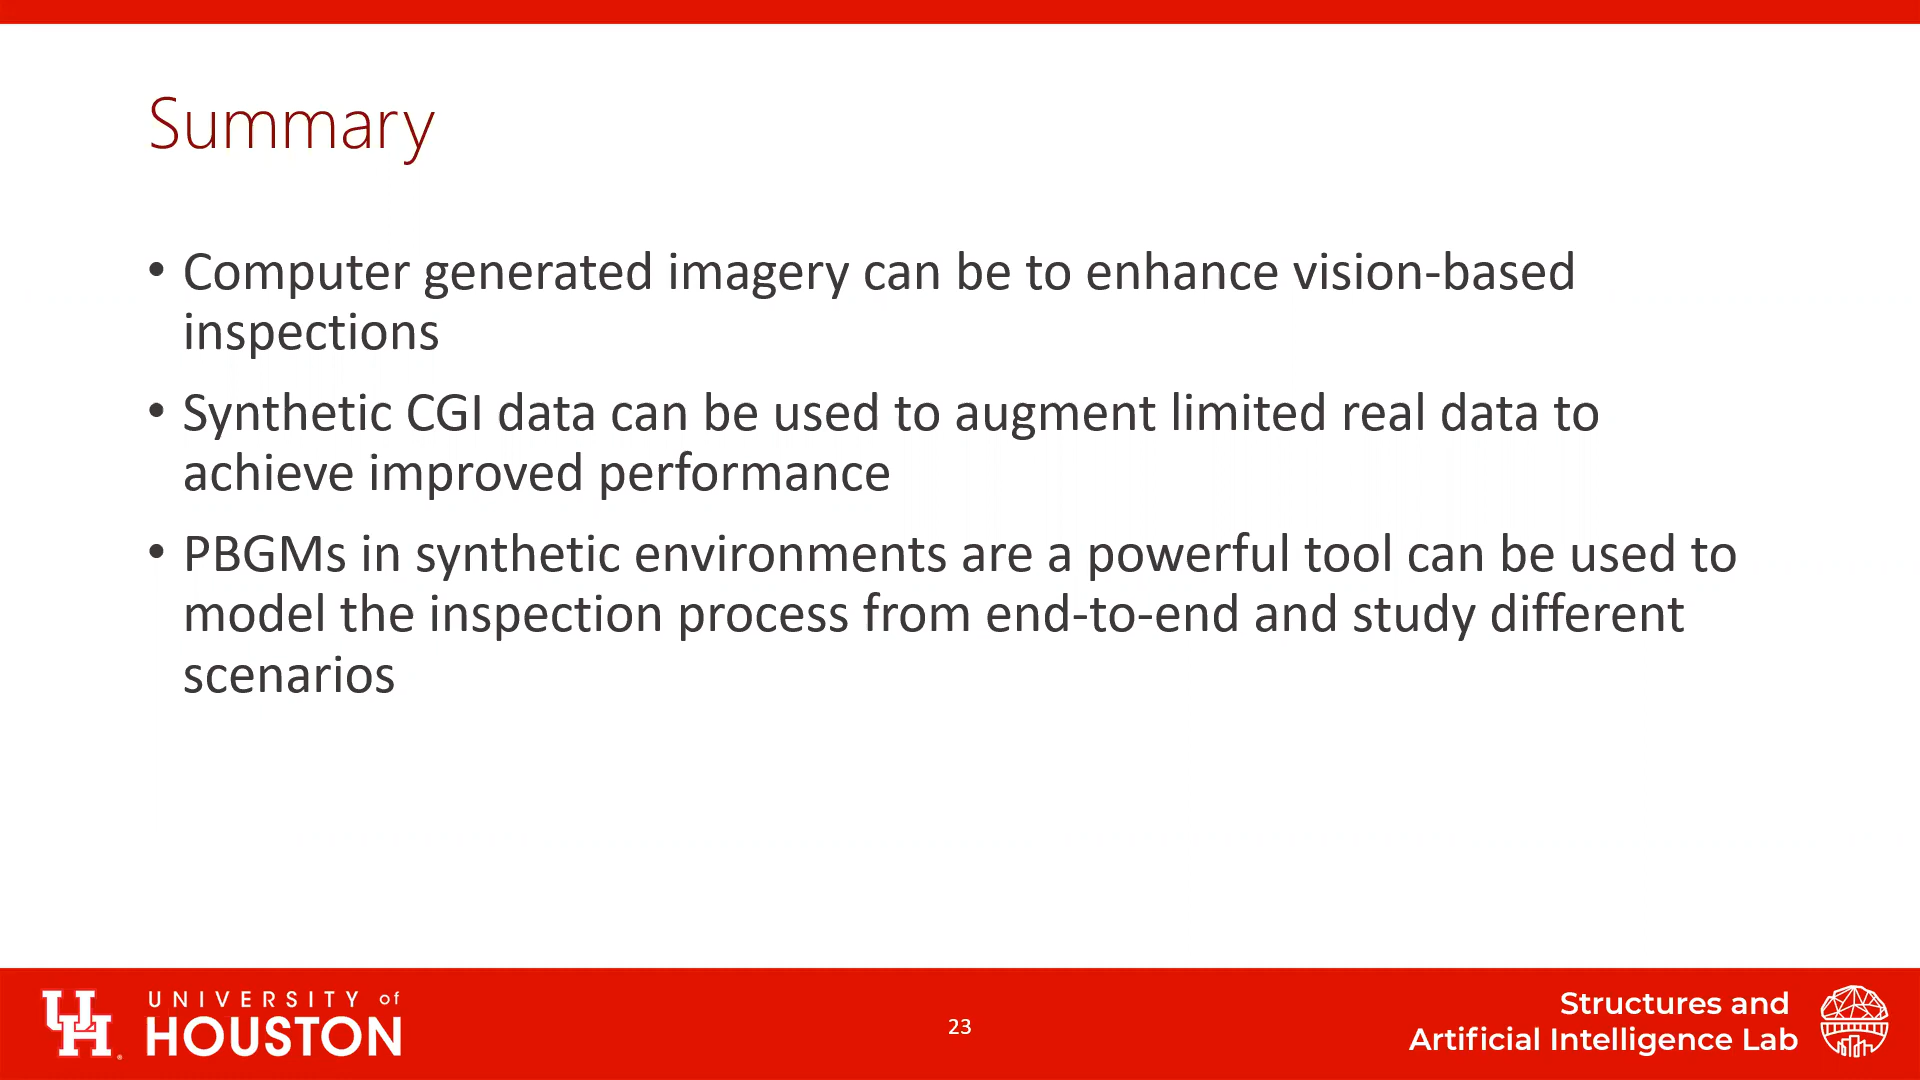 Summary
• Computer generated imagery can be to enhance vision-based
inspections
• Synthetic CGI data can be used to augment limited real data to
achieve improved performance
• PBGMs in synthetic environments are a powerful tool can be used to
model the inspection process from end-to-end and study different
scenarios
UNIVERSITY of
HOUSTON
23
Structures and
Artificial Intelligence Lab